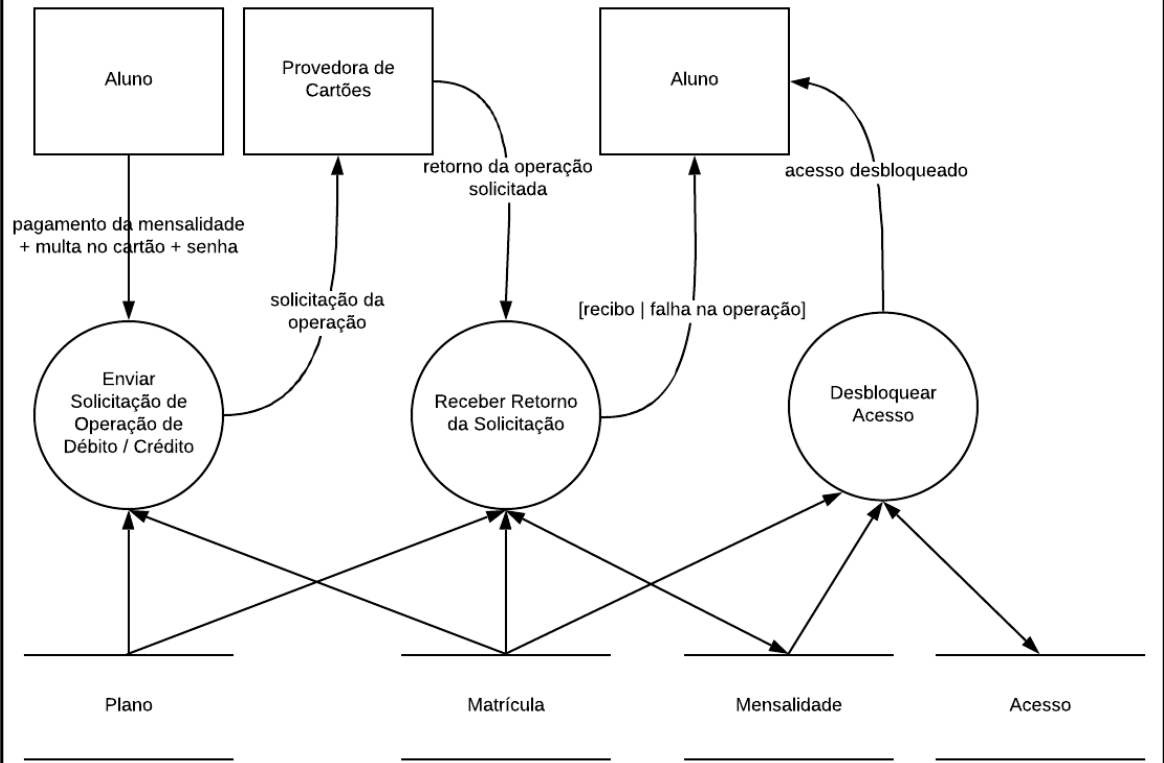 Aluno
Provedora de
Cartões
Aluno
retorno da operação
solicitada
acesso desbloqueado
pagamento da mensalidade
+ multa no cartão + senha
solicitação da
operação
[recibo | falha na operação]
Enviar
Solicitação de
Operação de
Débito / Crédito
Receber Retorno
da Solicitação
Desbloquear
Acesso
Plano
Matrícula
Mensalidade
Acesso